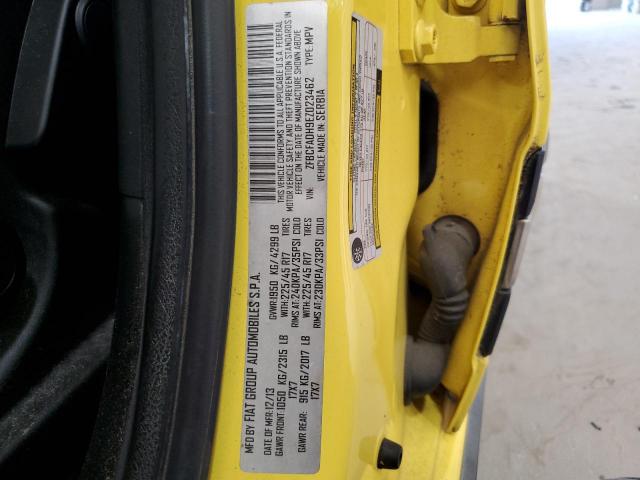 MFD BY FIAT GROUP AUTOMOBILES S.P.A.
DATE OF MFR: 12/13
GVWR: 1950 KG/ 4299 LB
GAWR FRONT: 1050 KG/ 2315 LB
WITH: 225/45 R17 TIRES
17X7
RIMS AT: 240KPA/35PSI COLD
GAWR REAR: 915 KG/ 2017 LB
WITH: 225/45 R17 TIRES
17X7
RIMS AT: 230KPA/33PSI COLD
THIS VEHICLE CONFORMS TO ALL APPLICABLE U.S.A. FEDERAL
MOTOR VEHICLE SAFETY AND THEFT PREVENTION STANDARDS IN
EFFECT ON THE DATE OF MANUFACTURE SHOWN ABOVE
VIN: ZFBCFADH9EZ023462 TYPE: MPV
VEHICLE MADE IN SERBIA